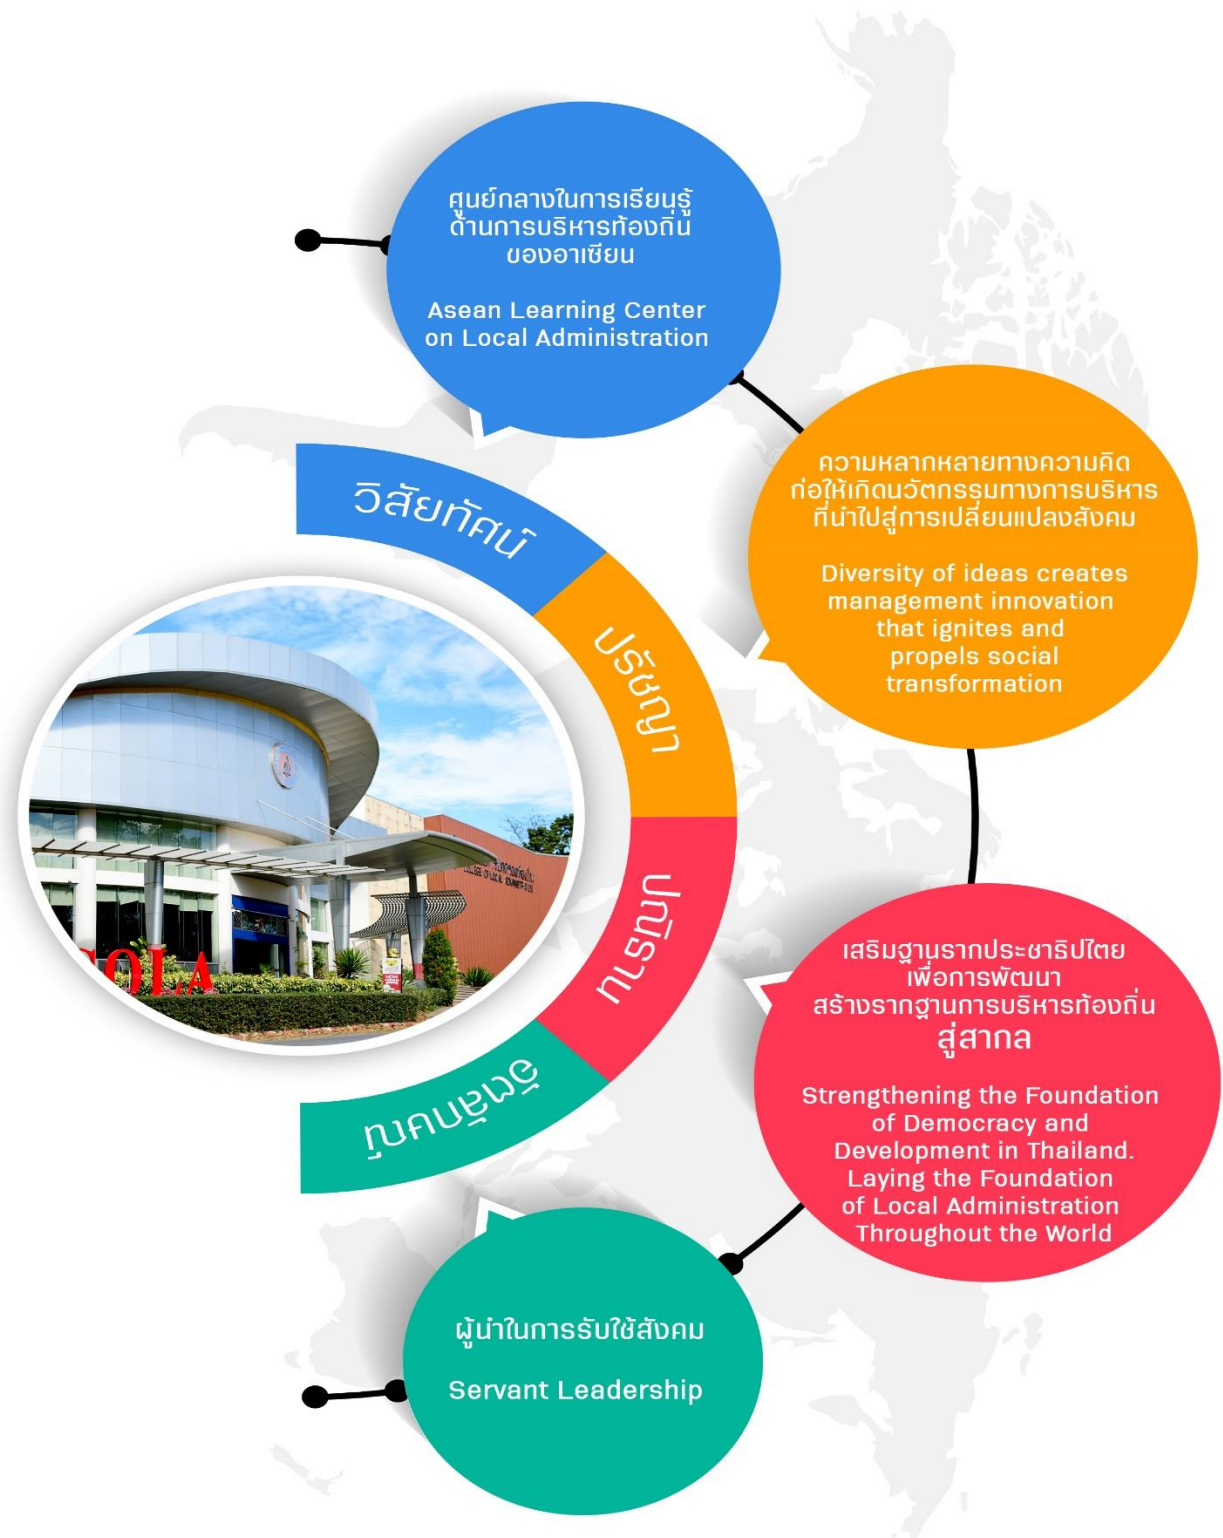 ศูนย์กลางในการเรียนรู้
ด้านการบริหารท้องถิ่น
ของอาเซียน
Asean Learning Center
on Local Administration
วิสัยทัศน์
ความหลากหลายทางความคิด
ก่อให้เกิดนวัตกรรมทางการบริหาร
ที่นำไปสู่การเปลี่ยนแปลงสังคม
Diversity of ideas creates
management innovation
that ignites and
propels social
transformation
ปรัชญา
ปณิธาน
เสริมฐานรากประชาธิปไตย
เพื่อการพัฒนา
สร้างรากฐานการบริหารท้องถิ่น
สู่สากล
Strengthening the Foundation
of Democracy and
Development in Thailand.
Laying the Foundation
of Local Administration
Throughout the World
อัตลักษณ์
ผู้นำในการรับใช้สังคม
Servant Leadership
COLLEGE OF LOCAL ADMINISTRATION
COLA